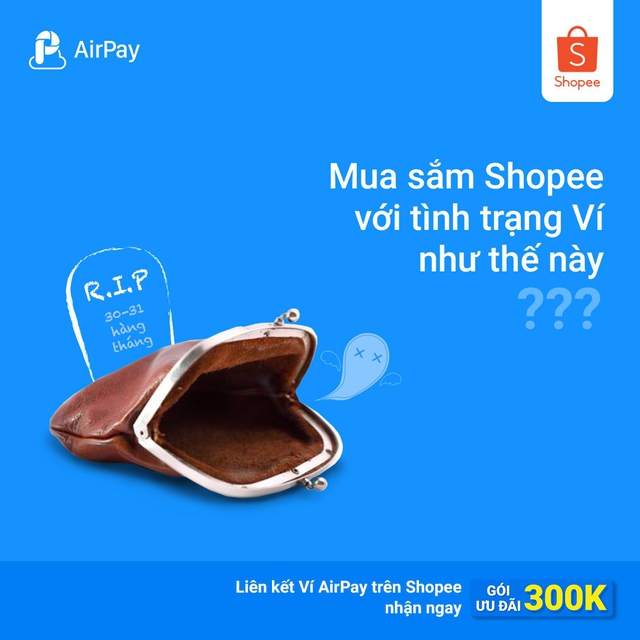 AirPay
Shopee
Mua sắm Shopee
với tình trạng Ví
như thế này
???
R.I.P
30-31
hàng
tháng
Liên kết Ví AirPay trên Shopee
nhận ngay
GÓI
ƯU ĐÃI
300K